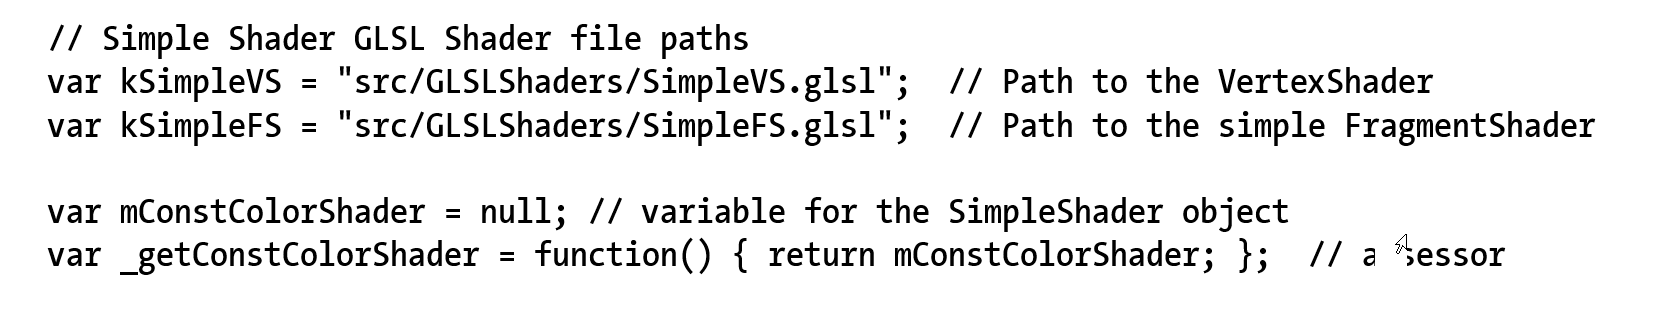 // Simple Shader GLSL Shader file paths
var kSimpleVS = "src/GLSLShaders/SimpleVS.glsl";  // Path to the VertexShader
var kSimpleFS = "src/GLSLShaders/SimpleFS.glsl";  // Path to the simple FragmentShader

var mConstColorShader = null; // variable for the SimpleShader object
var _getConstColorShader = function() { return mConstColorShader; };  //